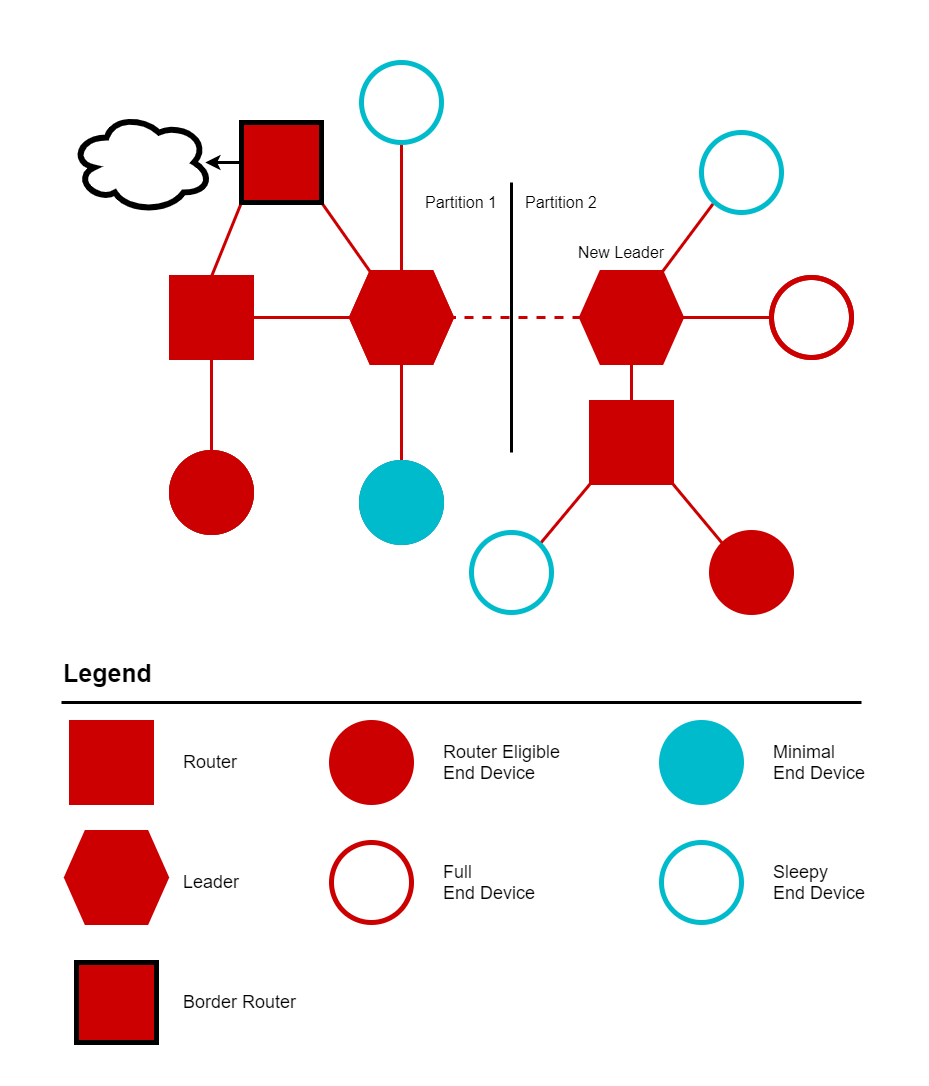 Partition 1
Partition 2
New Leader
Legend
Router
Router Eligible
End Device
Minimal
End Device
Leader
Full
End Device
Sleepy
End Device
Border Router